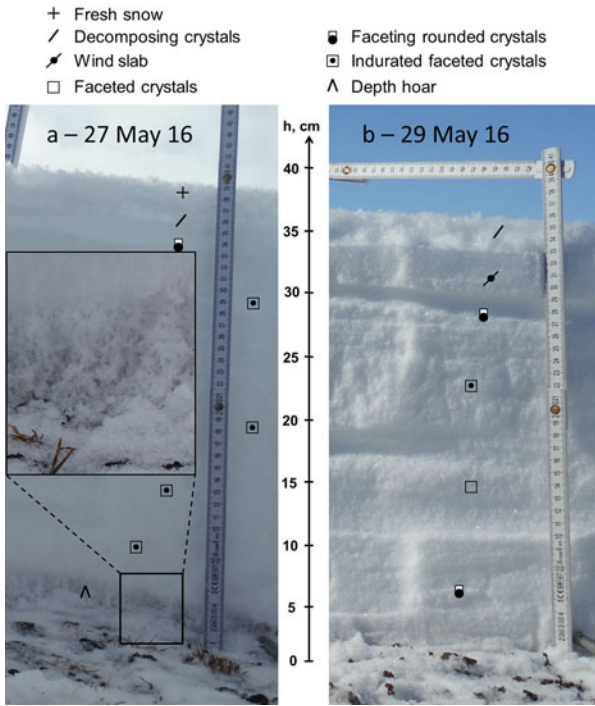 + Fresh snow
/ Decomposing crystals
Wind slab
□ Faceted crystals
Faceting rounded crystals
Indurated faceted crystals
∧ Depth hoar
a – 27 May 16
h, cm
b – 29 May 16
40
35
30
25
20
15
10
5
0